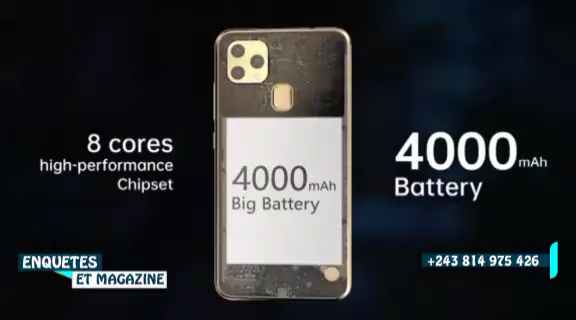 8 cores
high-performance
Chipset
4000mAh
Big Battery
4000mAh
Battery
ENQUETES
ET MAGAZINE
+243 814 975 426